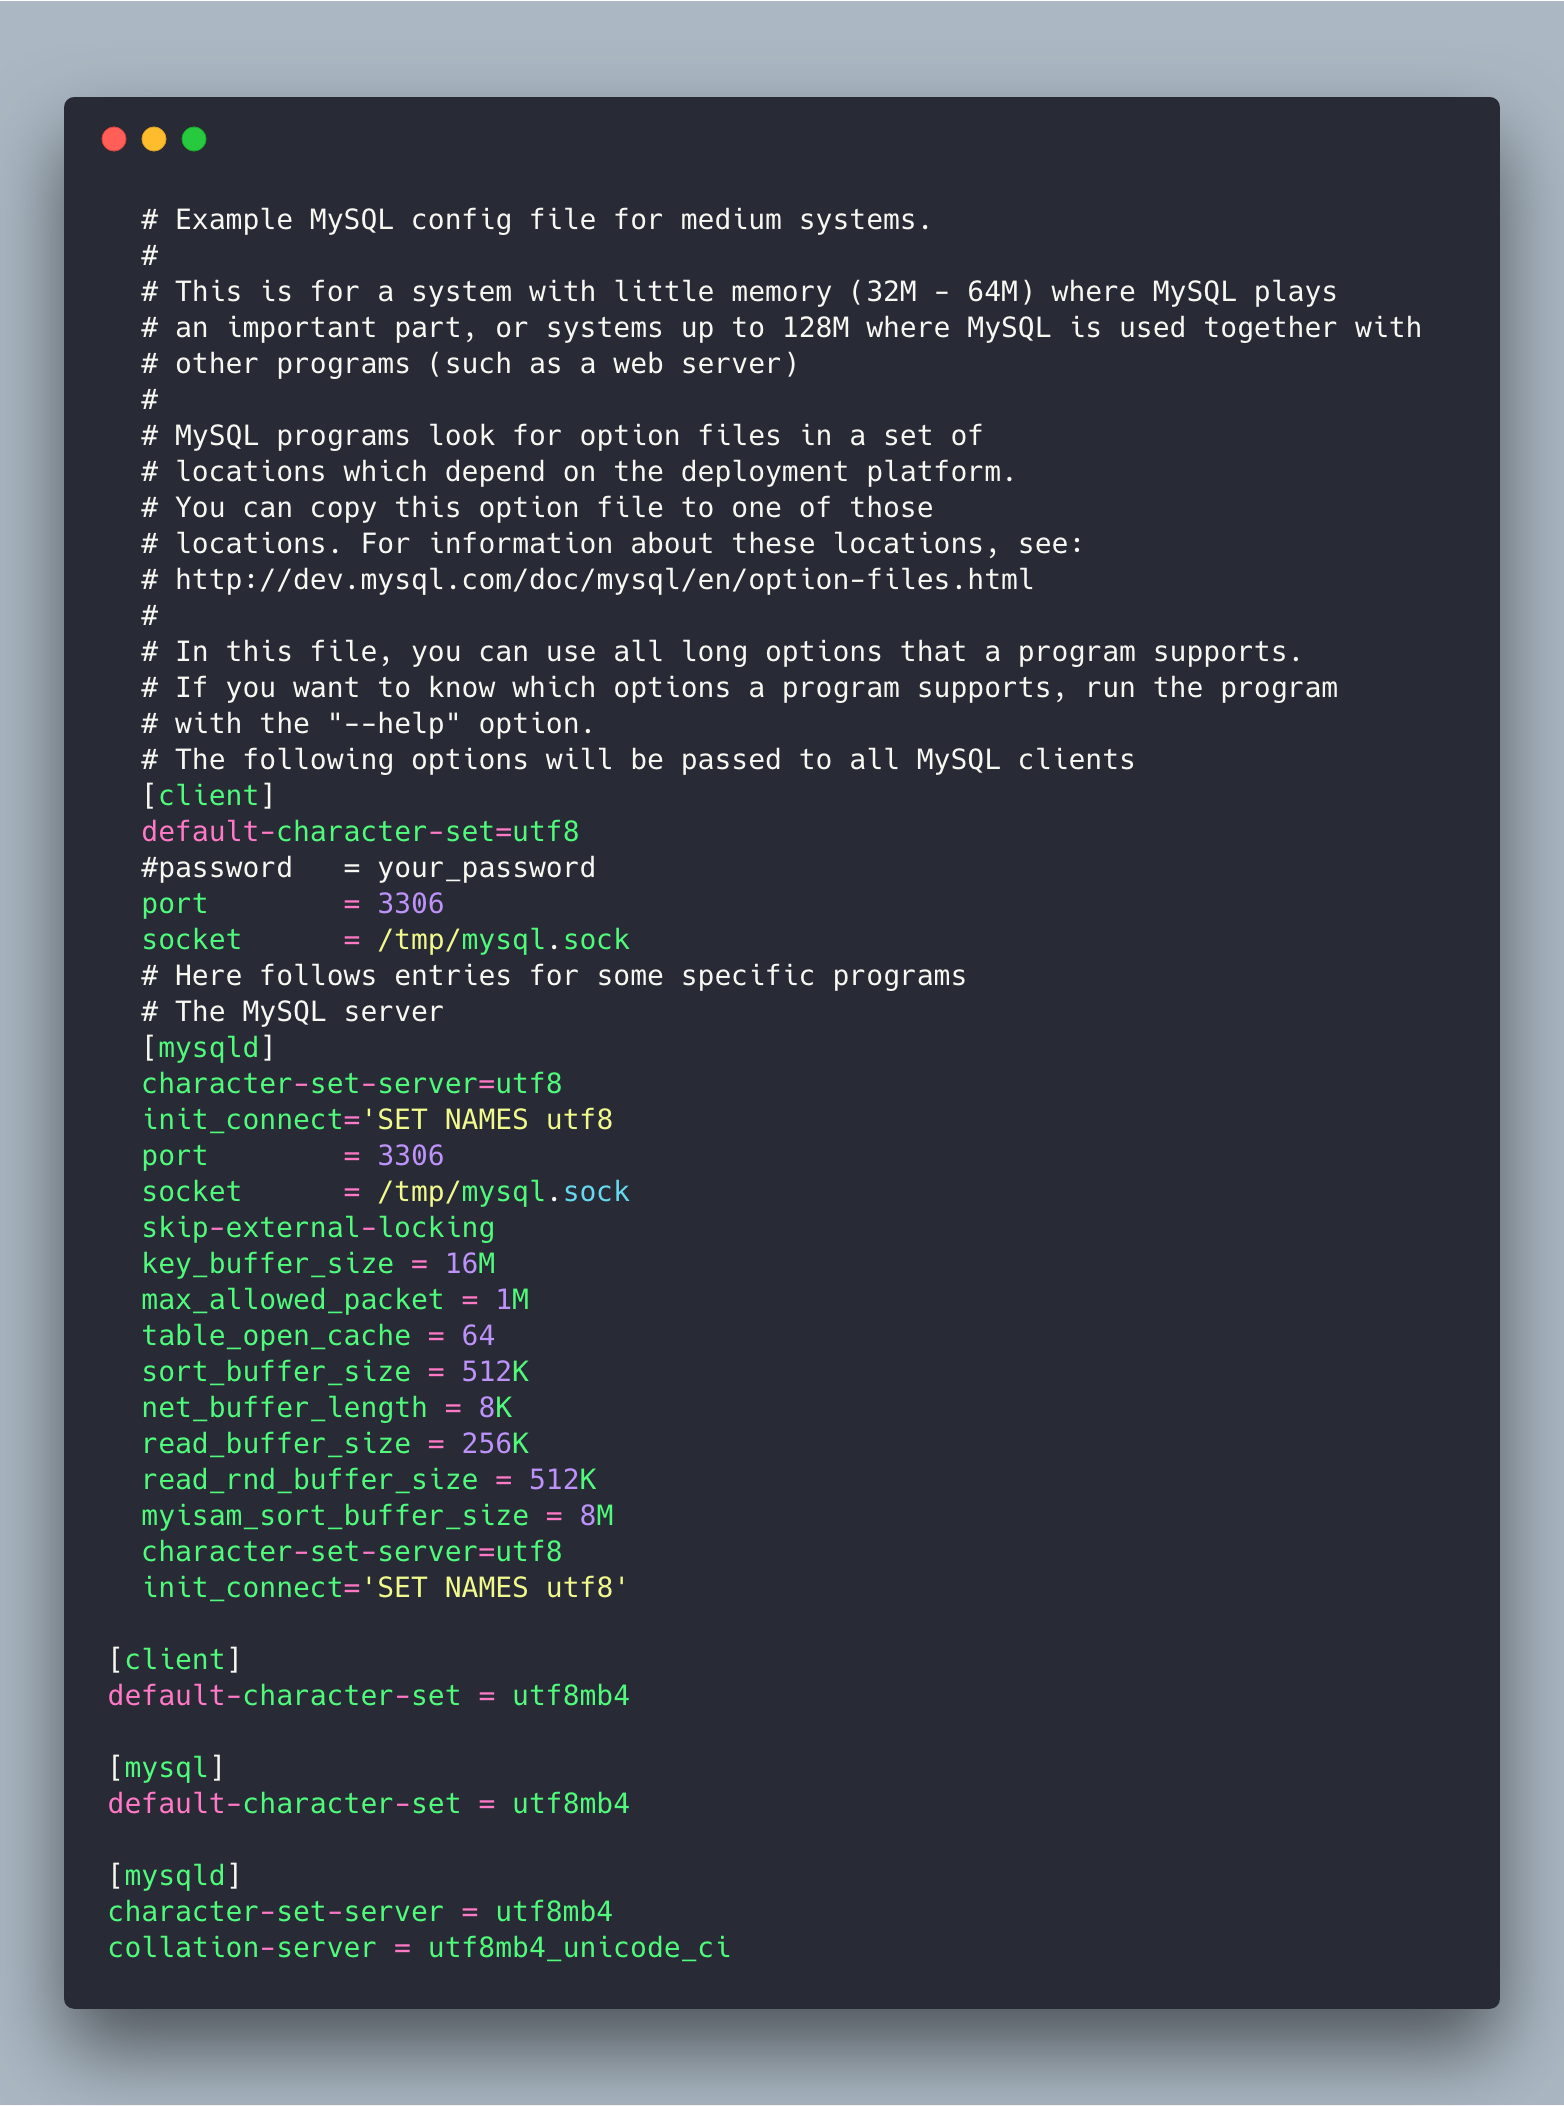 # Example MySQL config file for medium systems.
#
# This is for a system with little memory (32M - 64M) where MySQL plays
# an important part, or systems up to 128M where MySQL is used together with
# other programs (such as a web server)
#
# MySQL programs look for option files in a set of
# locations which depend on the deployment platform.
# You can copy this option file to one of those
# locations. For information about these locations, see:
# http://dev.mysql.com/doc/mysql/en/option-files.html
#
# In this file, you can use all long options that a program supports.
# If you want to know which options a program supports, run the program
# with the "--help" option.
# The following options will be passed to all MySQL clients
[client]
default-character-set=utf8
#password   = your_password
port        = 3306
socket      = /tmp/mysql.sock
# Here follows entries for some specific programs
# The MySQL server
[mysqld]
character-set-server=utf8
init_connect='SET NAMES utf8
port        = 3306
socket      = /tmp/mysql.sock
skip-external-locking
key_buffer_size = 16M
max_allowed_packet = 1M
table_open_cache = 64
sort_buffer_size = 512K
net_buffer_length = 8K
read_buffer_size = 256K
read_rnd_buffer_size = 512K
myisam_sort_buffer_size = 8M
character-set-server=utf8
init_connect='SET NAMES utf8'
[client]
default-character-set = utf8mb4
[mysql]
default-character-set = utf8mb4
[mysqld]
character-set-server = utf8mb4
collation-server = utf8mb4_unicode_ci